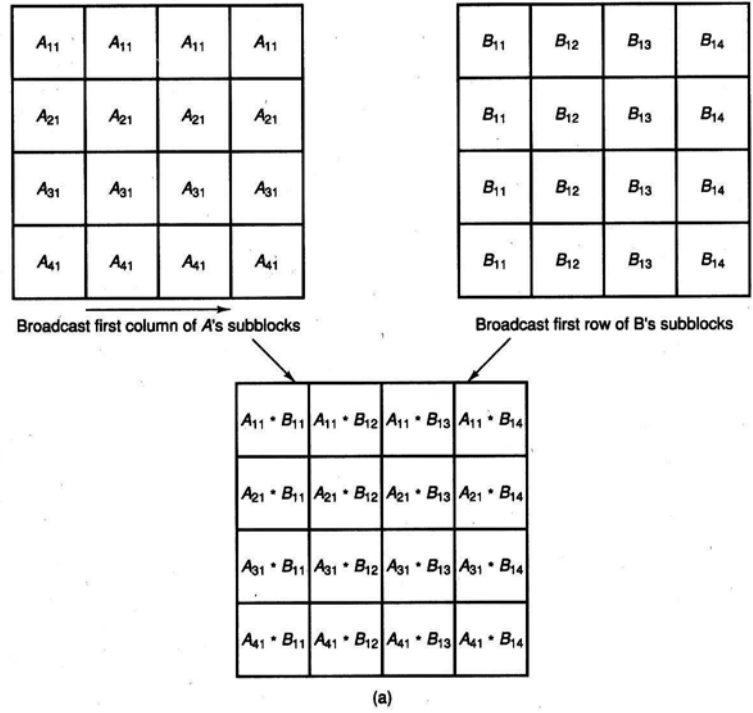 A₁₁ A₁₁ A₁₁ A₁₁
A₂₁ A₂₁ A₂₁ A₂₁
A₃₁ A₃₁ A₃₁ A₃₁
A₄₁ A₄₁ A₄₁ A₄₁
Broadcast first column of A's subblocks
B₁₁ B₁₂ B₁₃ B₁₄
B₁₁ B₁₂ B₁₃ B₁₄
B₁₁ B₁₂ B₁₃ B₁₄
B₁₁ B₁₂ B₁₃ B₁₄
Broadcast first row of B's subblocks
A₁₁ * B₁₁ A₁₁ * B₁₂ A₁₁ * B₁₃ A₁₁ * B₁₄
A₂₁ * B₁₁ A₂₁ * B₁₂ A₂₁ * B₁₃ A₂₁ * B₁₄
A₃₁ * B₁₁ A₃₁ * B₁₂ A₃₁ * B₁₃ A₃₁ * B₁₄
A₄₁ * B₁₁ A₄₁ * B₁₂ A₄₁ * B₁₃ A₄₁ * B₁₄
(a)